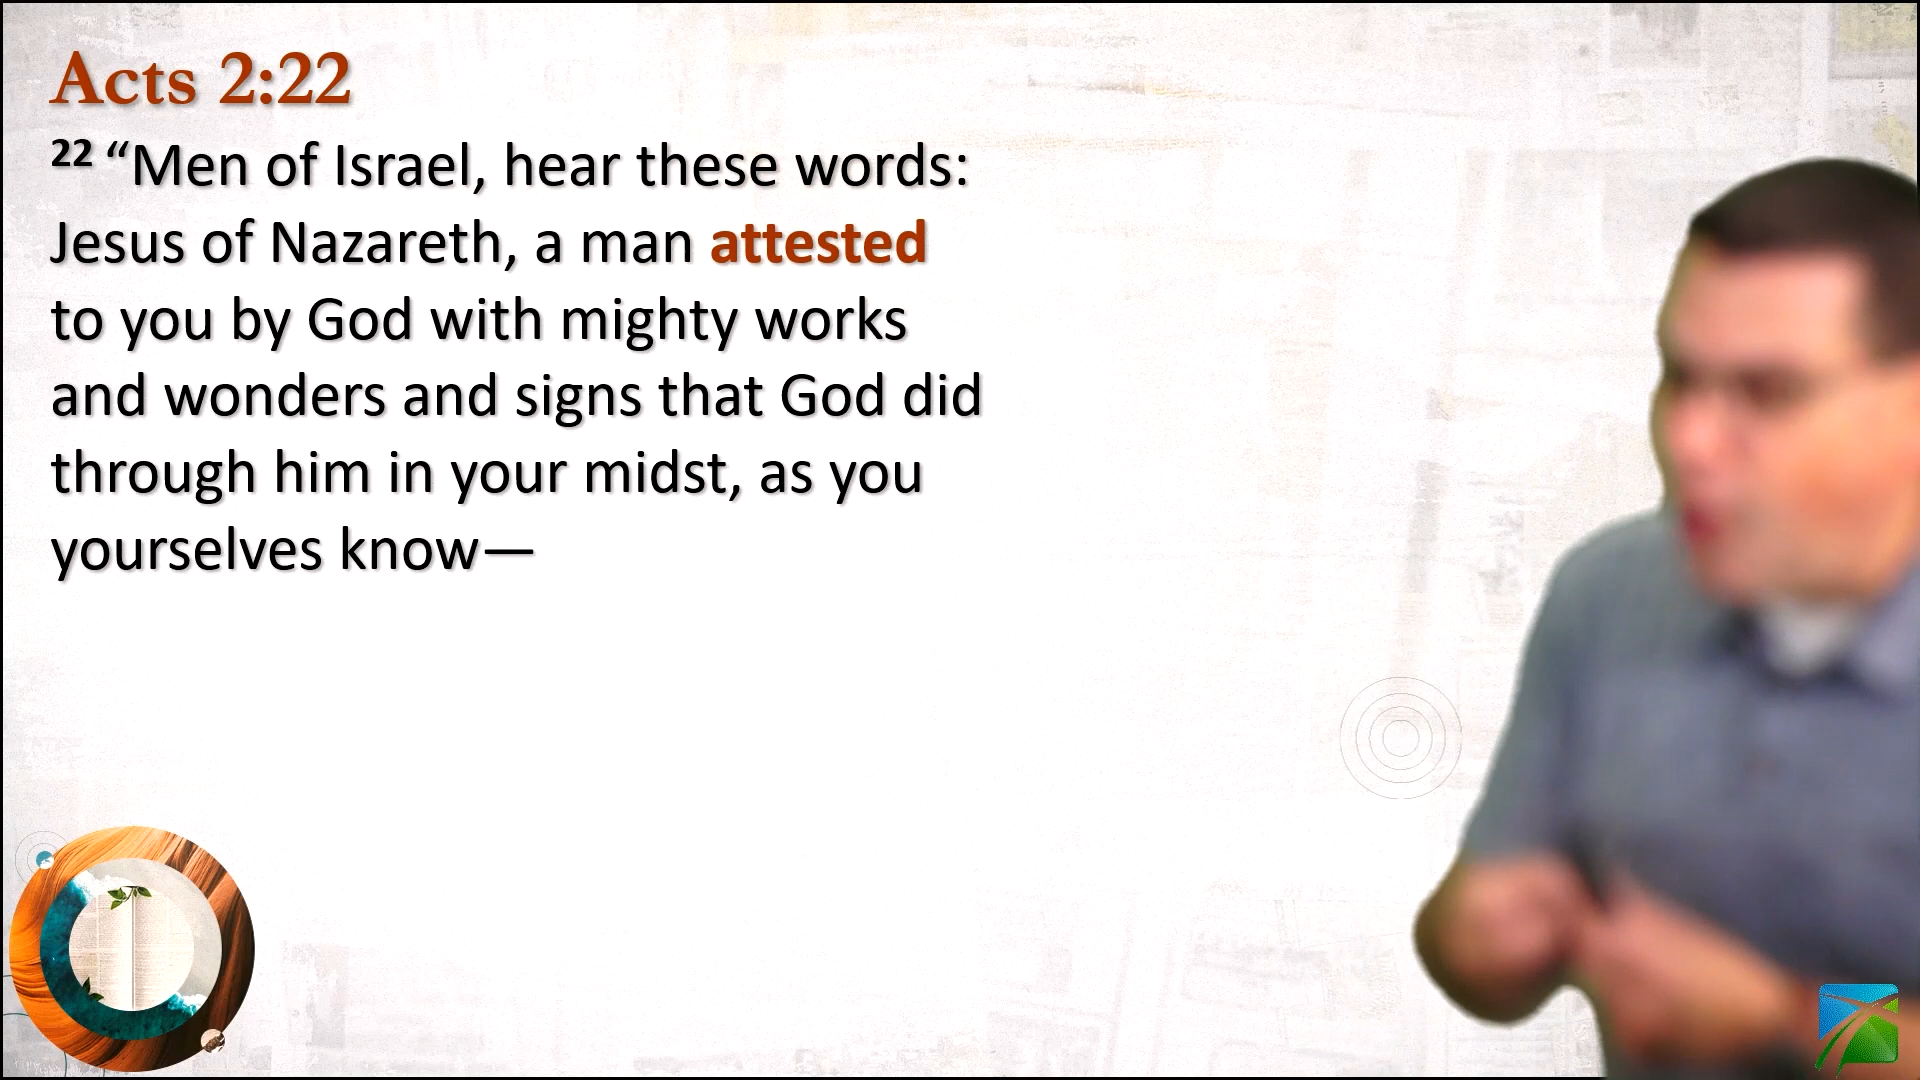 Acts 2:22
22 “Men of Israel, hear these words:
Jesus of Nazareth, a man attested
to you by God with mighty works
and wonders and signs that God did
through him in your midst, as you
yourselves know—